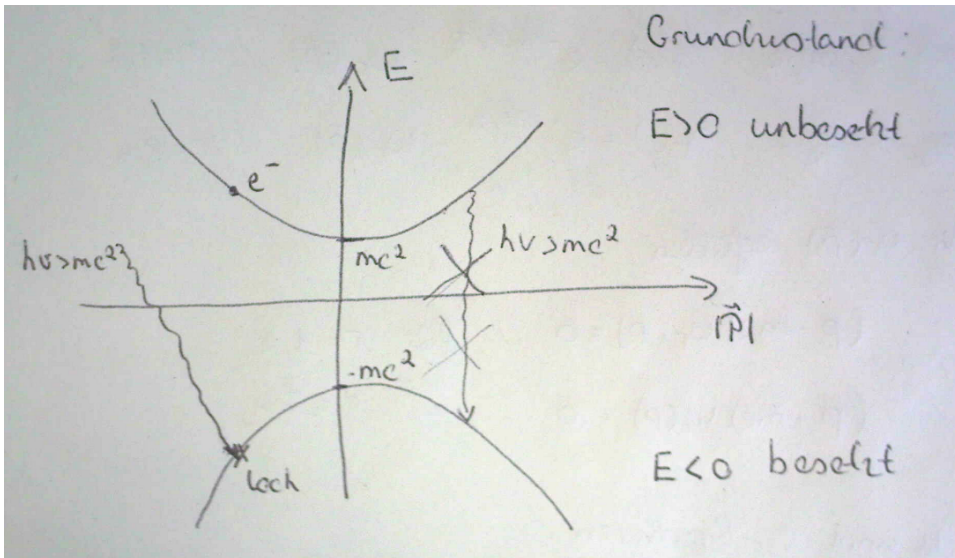 Grundzustand:
E
E>0 unbesetzt
e⁻
hν>mc²
mc²
hν>mc²
|p⃗|
-mc²
Loch
E<0 besetzt